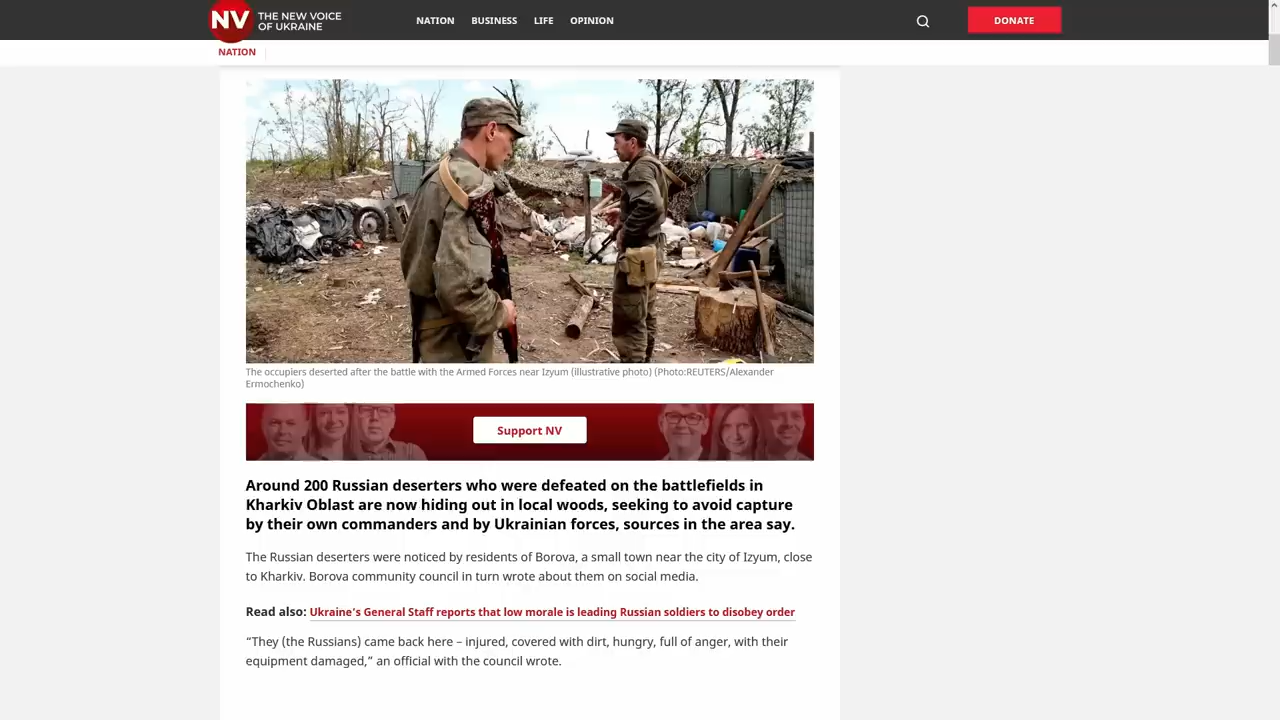 NV
THE NEW VOICE
OF UKRAINE
NATION
BUSINESS
LIFE
OPINION
DONATE
NATION
The occupiers deserted after the battle with the Armed Forces near Izyum (illustrative photo) (Photo:REUTERS/Alexander
Ermochenko)
Support NV
Around 200 Russian deserters who were defeated on the battlefields in
Kharkiv Oblast are now hiding out in local woods, seeking to avoid capture
by their own commanders and by Ukrainian forces, sources in the area say.
The Russian deserters were noticed by residents of Borova, a small town near the city of Izyum, close
to Kharkiv. Borova community council in turn wrote about them on social media.
Read also: Ukraine’s General Staff reports that low morale is leading Russian soldiers to disobey order
“They (the Russians) came back here – injured, covered with dirt, hungry, full of anger, with their
equipment damaged,” an official with the council wrote.